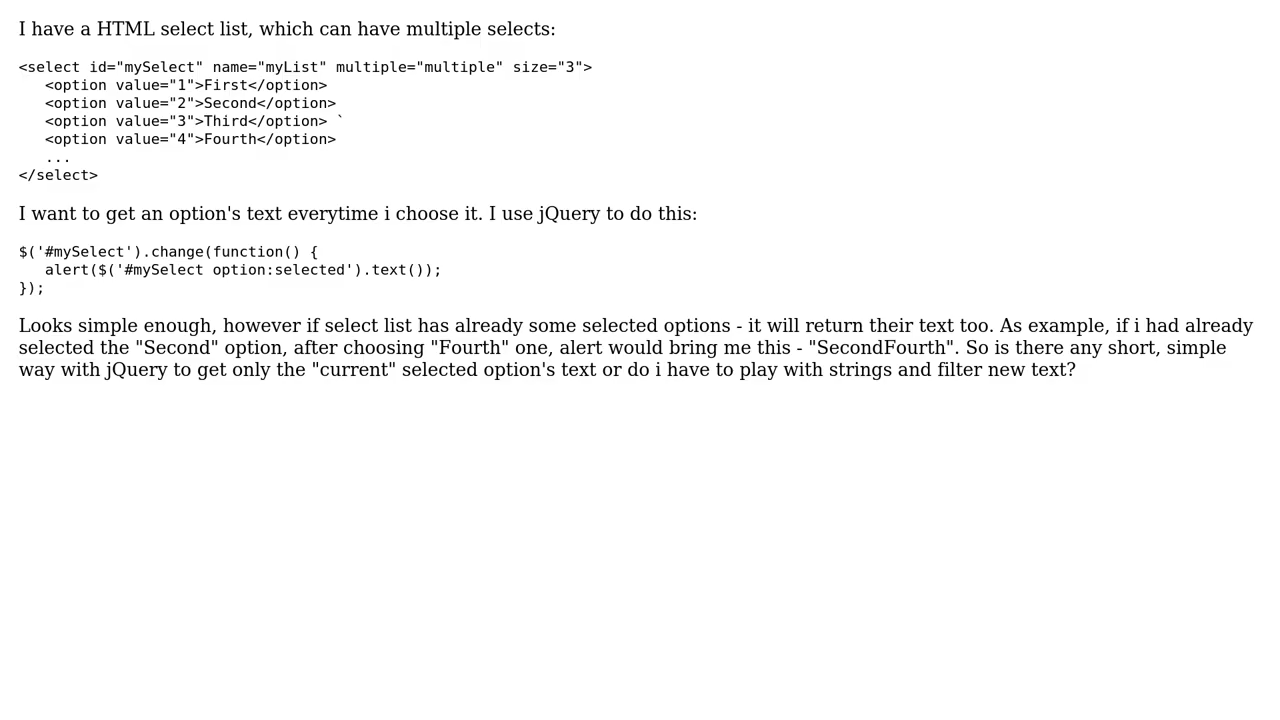 I have a HTML select list, which can have multiple selects:
<select id="mySelect" name="myList" multiple="multiple" size="3">
   <option value="1">First</option>
   <option value="2">Second</option>
   <option value="3">Third</option> `
   <option value="4">Fourth</option>
   ...
</select>
I want to get an option's text everytime i choose it. I use jQuery to do this:
$('#mySelect').change(function() {
   alert($('#mySelect option:selected').text());
});
Looks simple enough, however if select list has already some selected options - it will return their text too. As example, if i had already
selected the "Second" option, after choosing "Fourth" one, alert would bring me this - "SecondFourth". So is there any short, simple
way with jQuery to get only the "current" selected option's text or do i have to play with strings and filter new text?